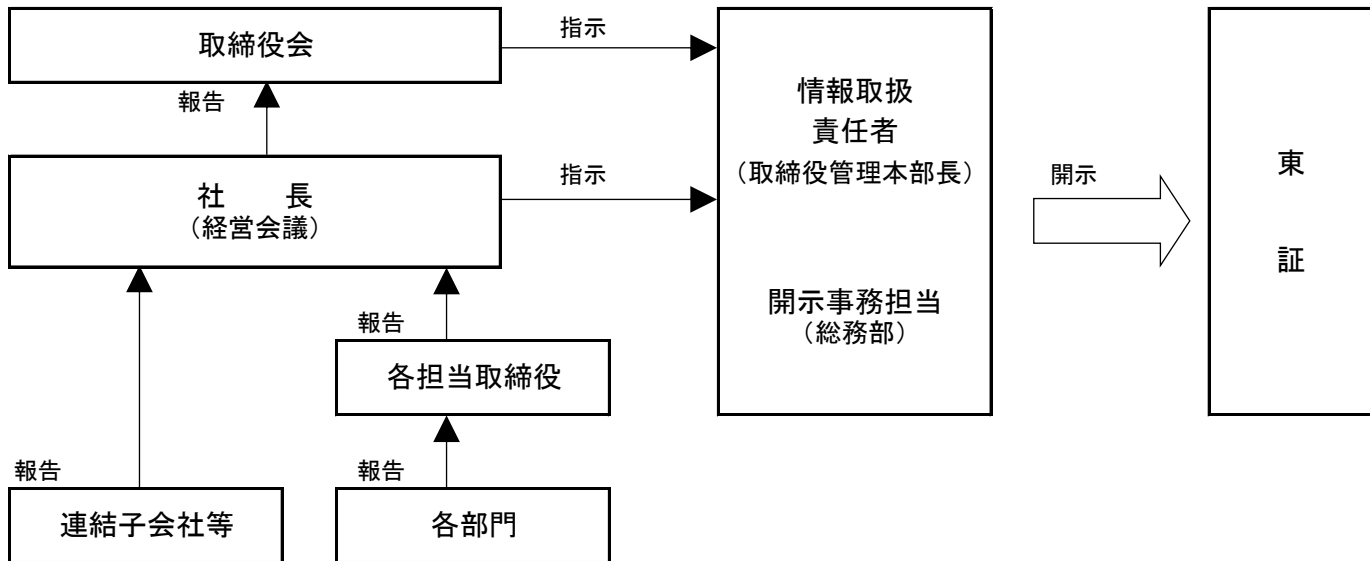 取締役会
指示
報告
社　　長
（経営会議）
指示
情報取扱
責任者
（取締役管理本部長）
開示事務担当
（総務部）
開示
東
証
報告
各担当取締役
報告
連結子会社等
報告
各部門